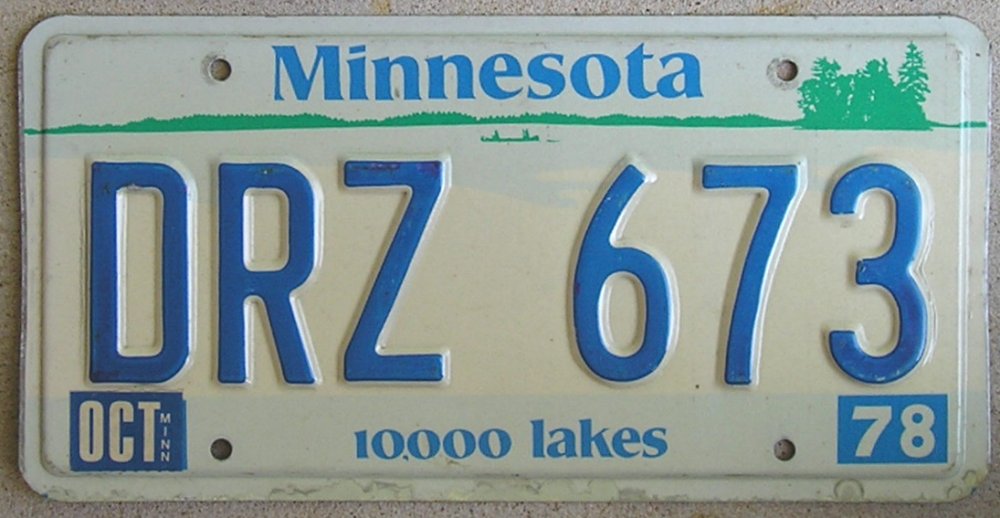 Minnesota
DRZ 673
OCT MINN
10,000 lakes
78